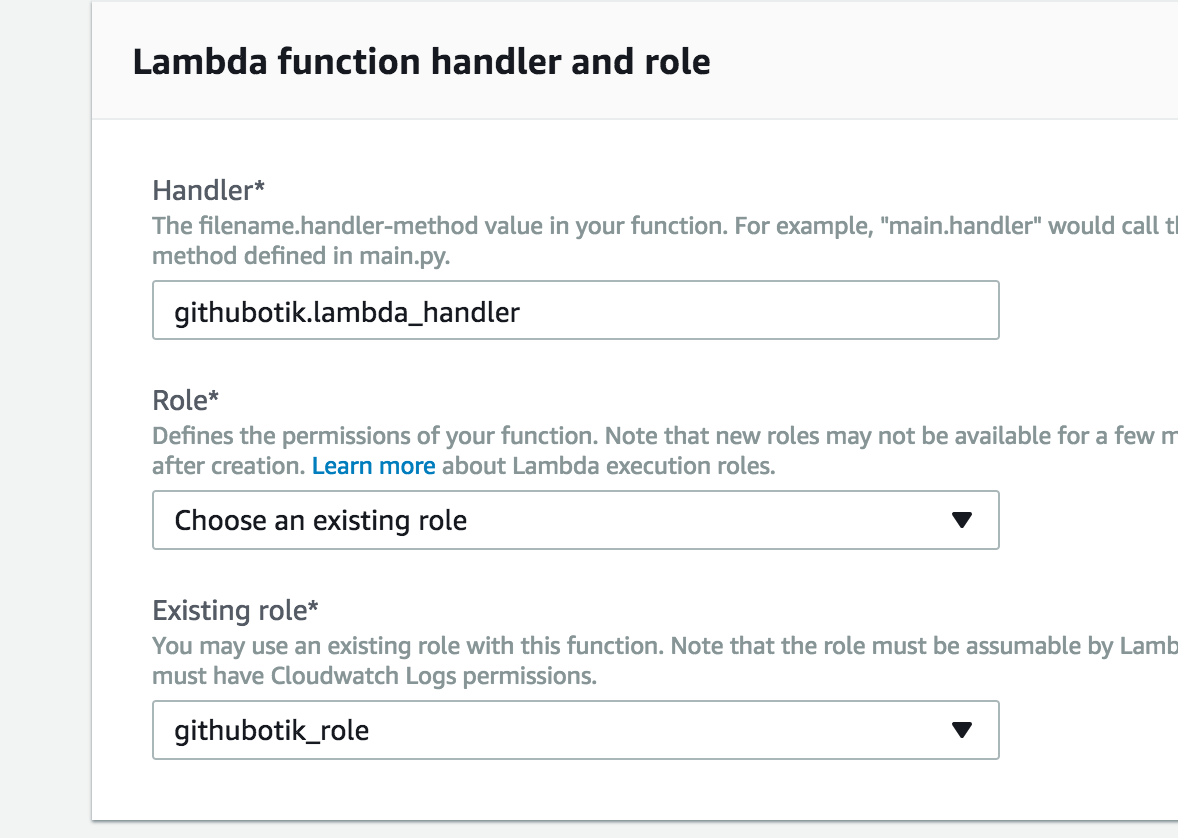 Lambda function handler and role
Handler*
The filename.handler-method value in your function. For example, "main.handler" would call
method defined in main.py.
githubotik.lambda_handler
Role*
Defines the permissions of your function. Note that new roles may not be available for a few
after creation. Learn more about Lambda execution roles.
Choose an existing role
Existing role*
You may use an existing role with this function. Note that the role must be assumable by Lamb
must have Cloudwatch Logs permissions.
githubotik_role